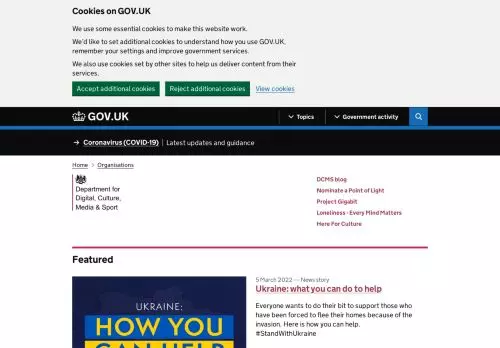 Cookies on GOV.UK
We use some essential cookies to make this website work.
We'd like to set additional cookies to understand how you use GOV.UK,
remember your settings and improve government services.
We also use cookies set by other sites to help us deliver content from their
services.
Accept additional cookies Reject additional cookies View cookies
GOV.UK Topics Government activity
→ Coronavirus (COVID-19) Latest updates and guidance
Home > Organisations
Department for
Digital, Culture,
Media & Sport
DCMS blog
Nominate a Point of Light
Project Gigabit
Loneliness - Every Mind Matters
Here For Culture
Featured
UKRAINE:
HOW YOU
CAN HELP
5 March 2022 — News story
Ukraine: what you can do to help
Everyone wants to do their bit to support those who
have been forced to flee their homes because of the
invasion. Here is how you can help.
#StandWithUkraine